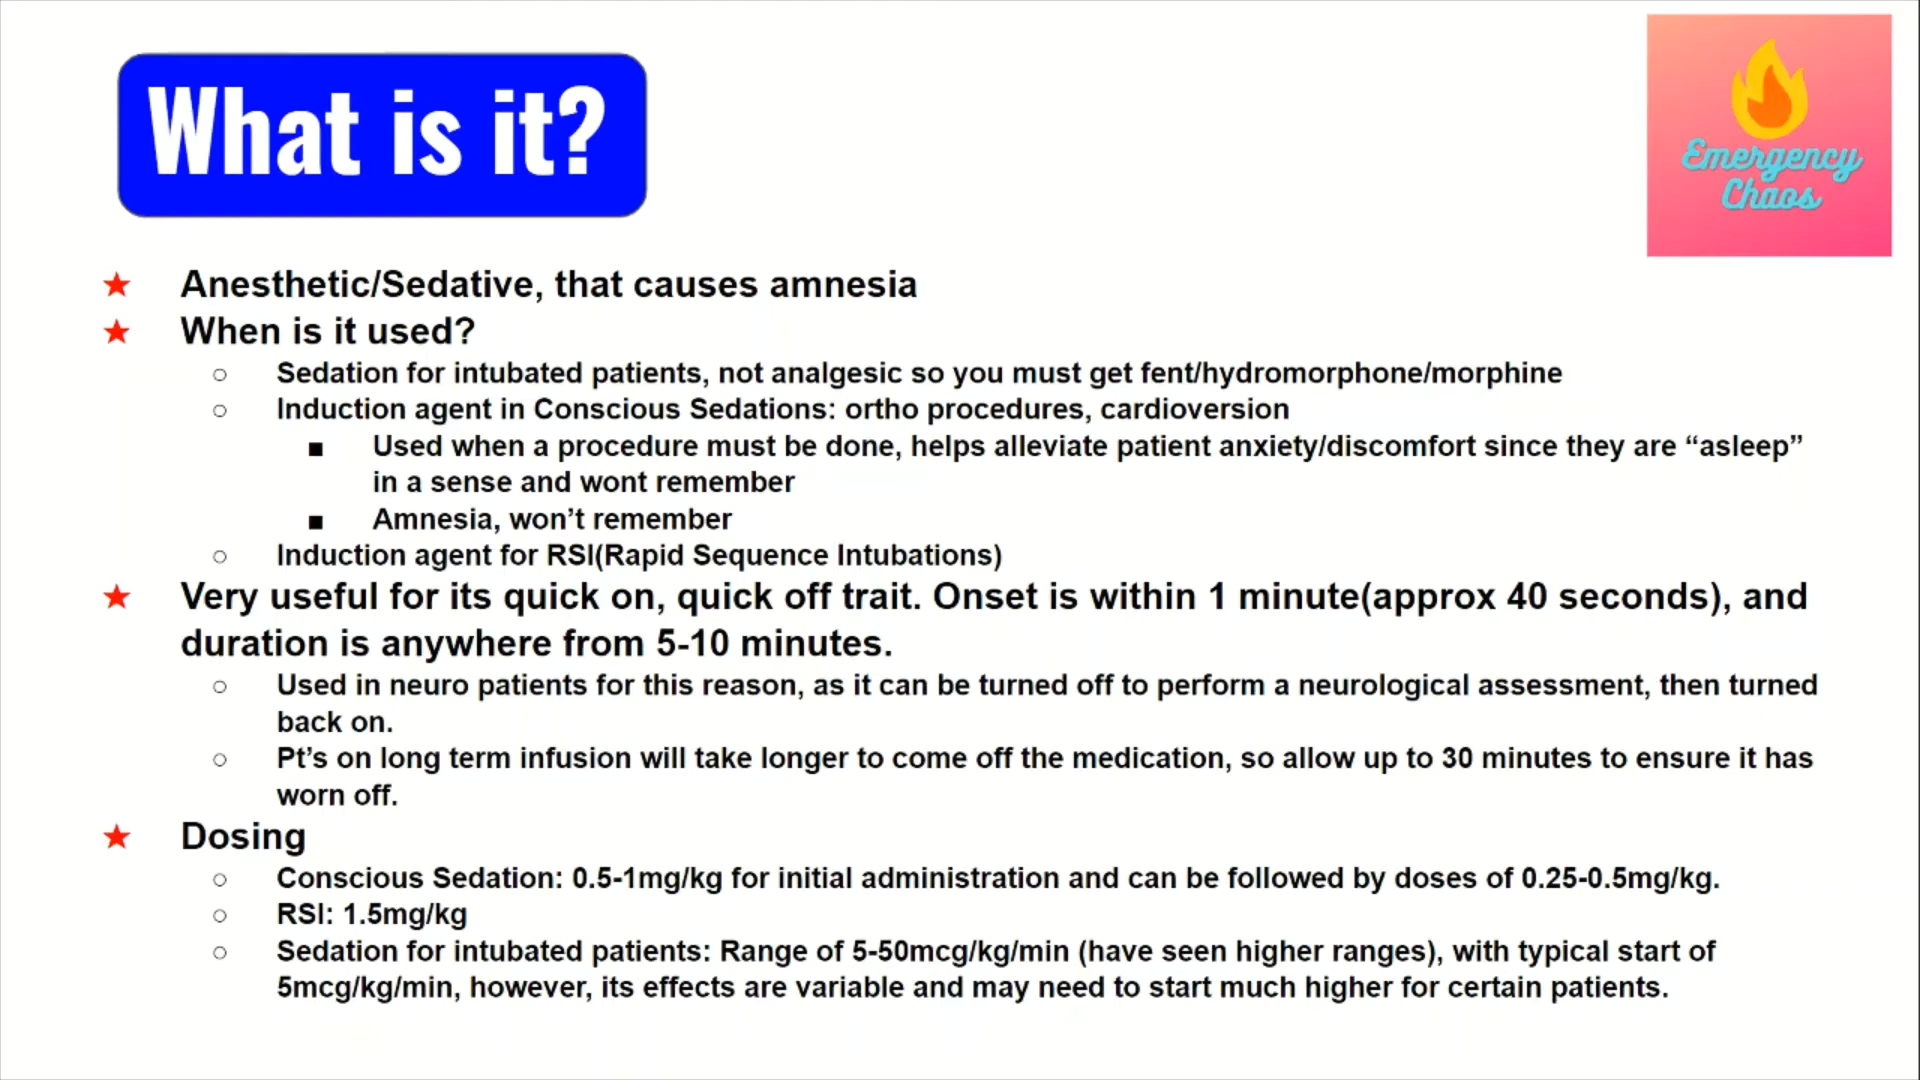 What is it?
Emergency
Chaos
★ Anesthetic/Sedative, that causes amnesia
★ When is it used?
○ Sedation for intubated patients, not analgesic so you must get fent/hydromorphone/morphine
○ Induction agent in Conscious Sedations: ortho procedures, cardioversion
■ Used when a procedure must be done, helps alleviate patient anxiety/discomfort since they are “asleep”
in a sense and wont remember
■ Amnesia, won’t remember
○ Induction agent for RSI(Rapid Sequence Intubations)
★ Very useful for its quick on, quick off trait. Onset is within 1 minute(approx 40 seconds), and
duration is anywhere from 5-10 minutes.
○ Used in neuro patients for this reason, as it can be turned off to perform a neurological assessment, then turned
back on.
○ Pt’s on long term infusion will take longer to come off the medication, so allow up to 30 minutes to ensure it has
worn off.
★ Dosing
○ Conscious Sedation: 0.5-1mg/kg for initial administration and can be followed by doses of 0.25-0.5mg/kg.
○ RSI: 1.5mg/kg
○ Sedation for intubated patients: Range of 5-50mcg/kg/min (have seen higher ranges), with typical start of
5mcg/kg/min, however, its effects are variable and may need to start much higher for certain patients.